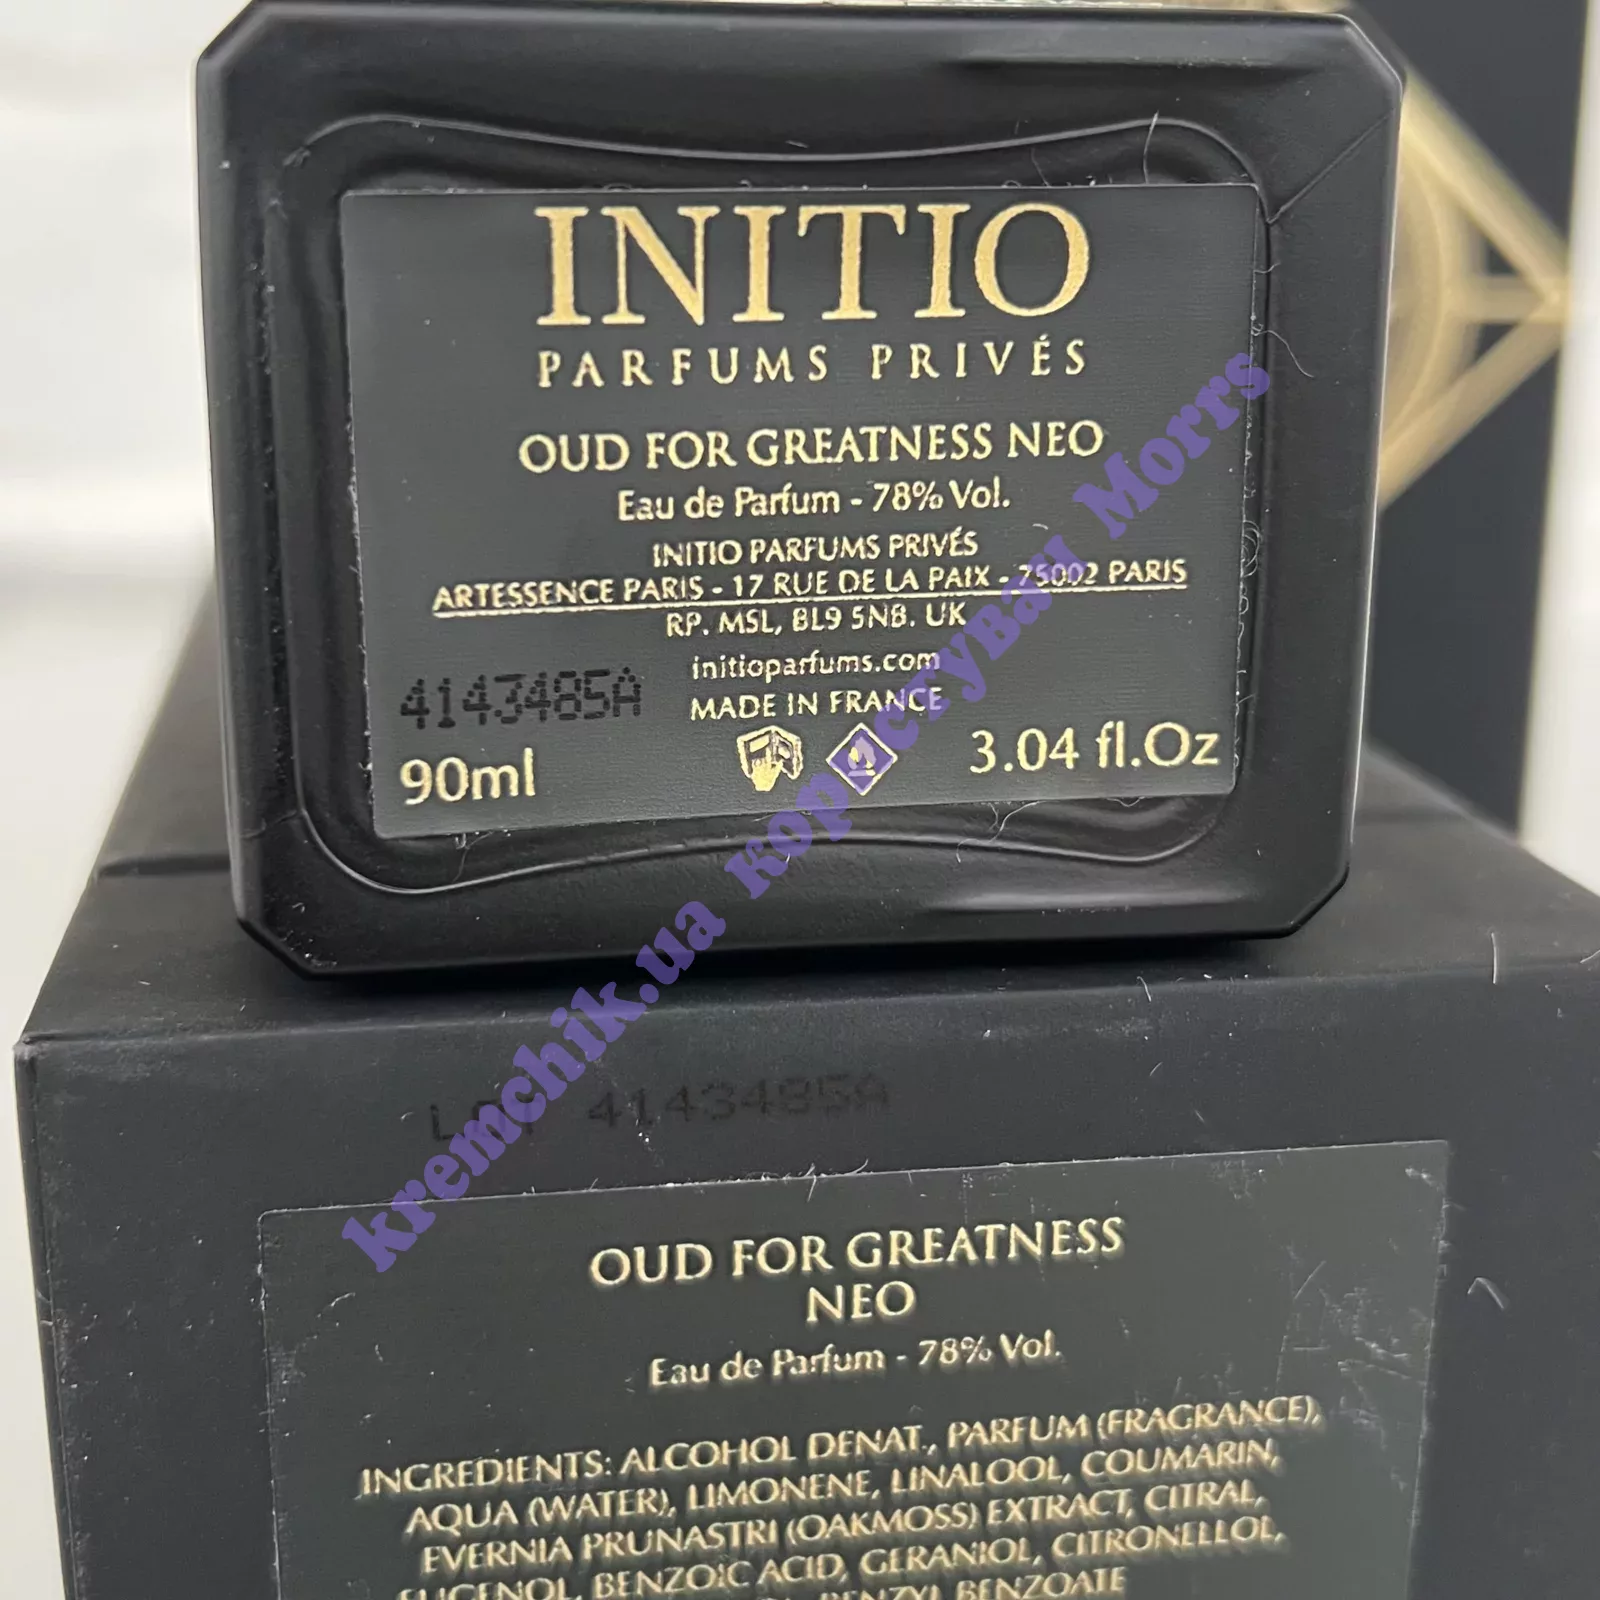 INITIO
PARFUMS PRIVÉS
OUD FOR GREATNESS NEO
Eau de Parfum - 78% Vol.
INITIO PARFUMS PRIVÉS
ARTESSENCE PARIS - 17 RUE DE LA PAIX - 75002 PARIS
RP. MSL, BL9 5NB. UK
initioparfums.com
4143485A
MADE IN FRANCE
90ml
3.04 fl.Oz
kremchik.ua користувач Morrs
LOT 4143485A
OUD FOR GREATNESS
NEO
Eau de Parfum - 78% Vol.
INGREDIENTS: ALCOHOL DENAT., PARFUM (FRAGRANCE),
AQUA (WATER), LIMONENE, LINALOOL, COUMARIN,
EVERNIA PRUNASTRI (OAKMOSS) EXTRACT, CITRAL,
EUGENOL, BENZOIC ACID, GERANIOL, CITRONELLOL,
BENZYL BENZOATE